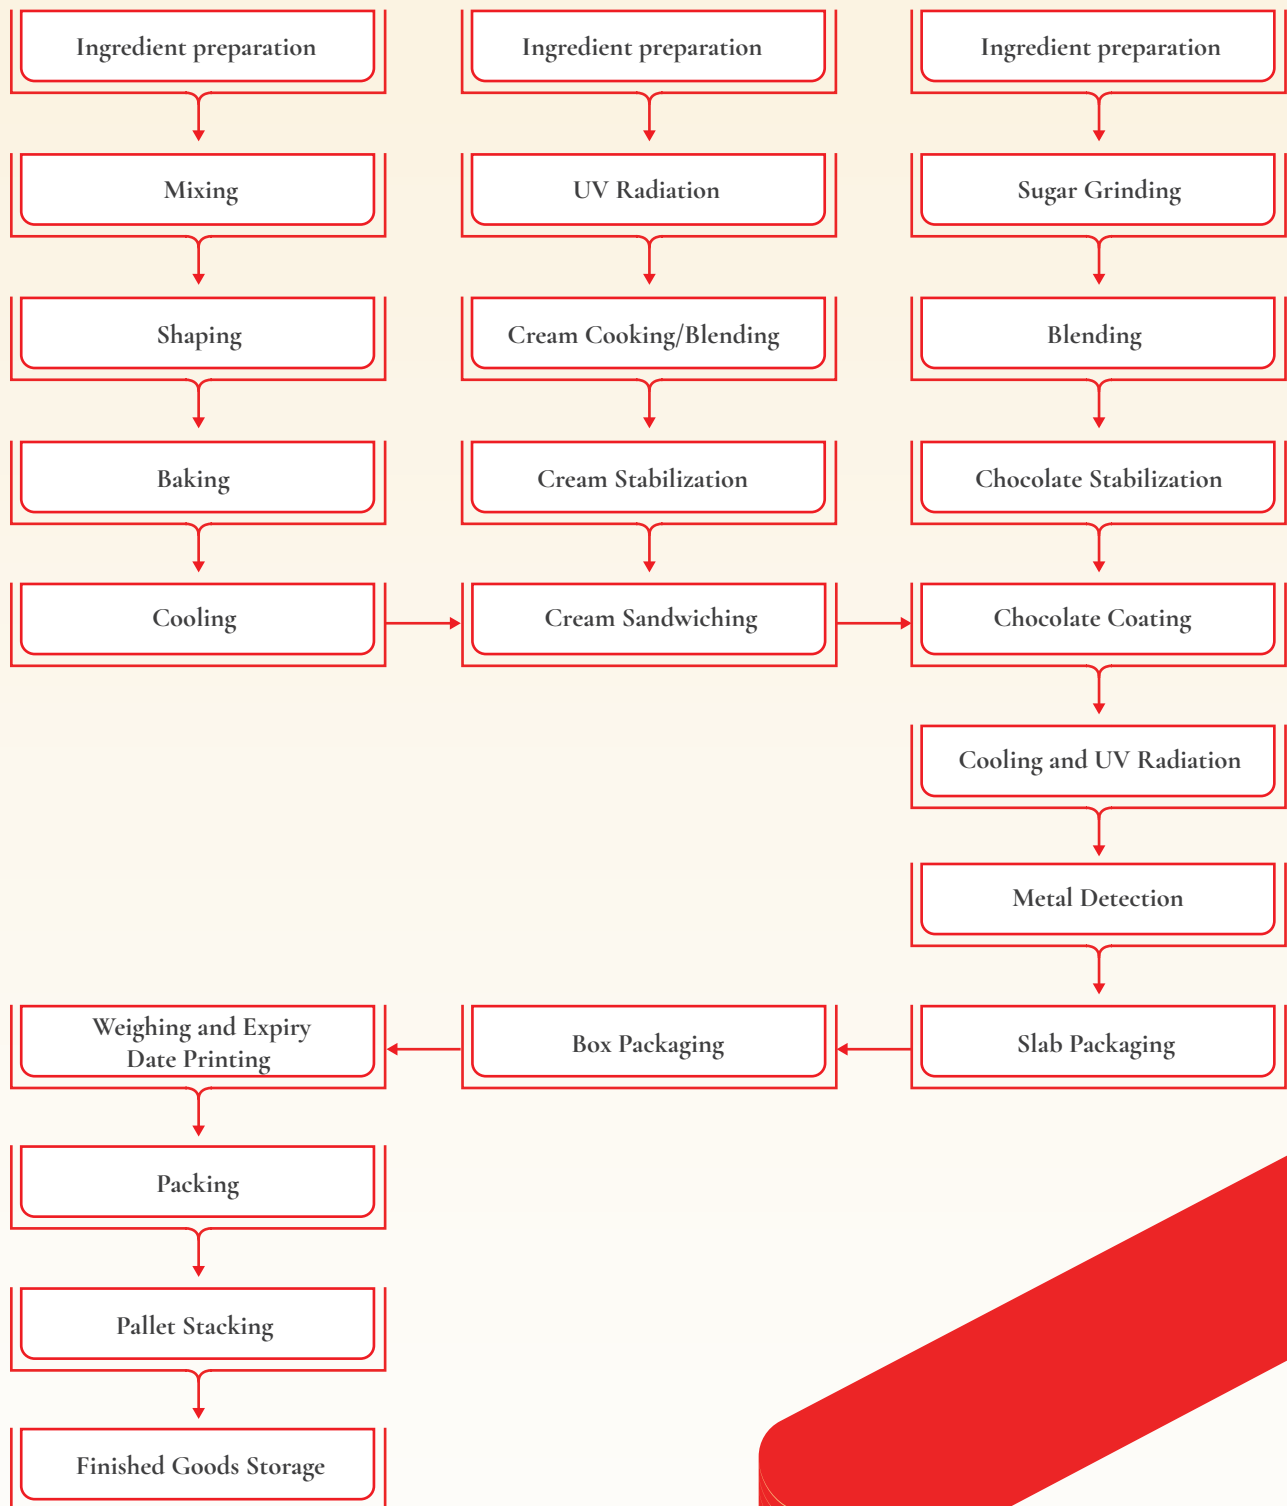 Ingredient preparation
Ingredient preparation
Ingredient preparation
Mixing
UV Radiation
Sugar Grinding
Shaping
Cream Cooking/Blending
Blending
Baking
Cream Stabilization
Chocolate Stabilization
Cooling
Cream Sandwiching
Chocolate Coating
Cooling and UV Radiation
Metal Detection
Weighing and Expiry
Date Printing
Box Packaging
Slab Packaging
Packing
Pallet Stacking
Finished Goods Storage